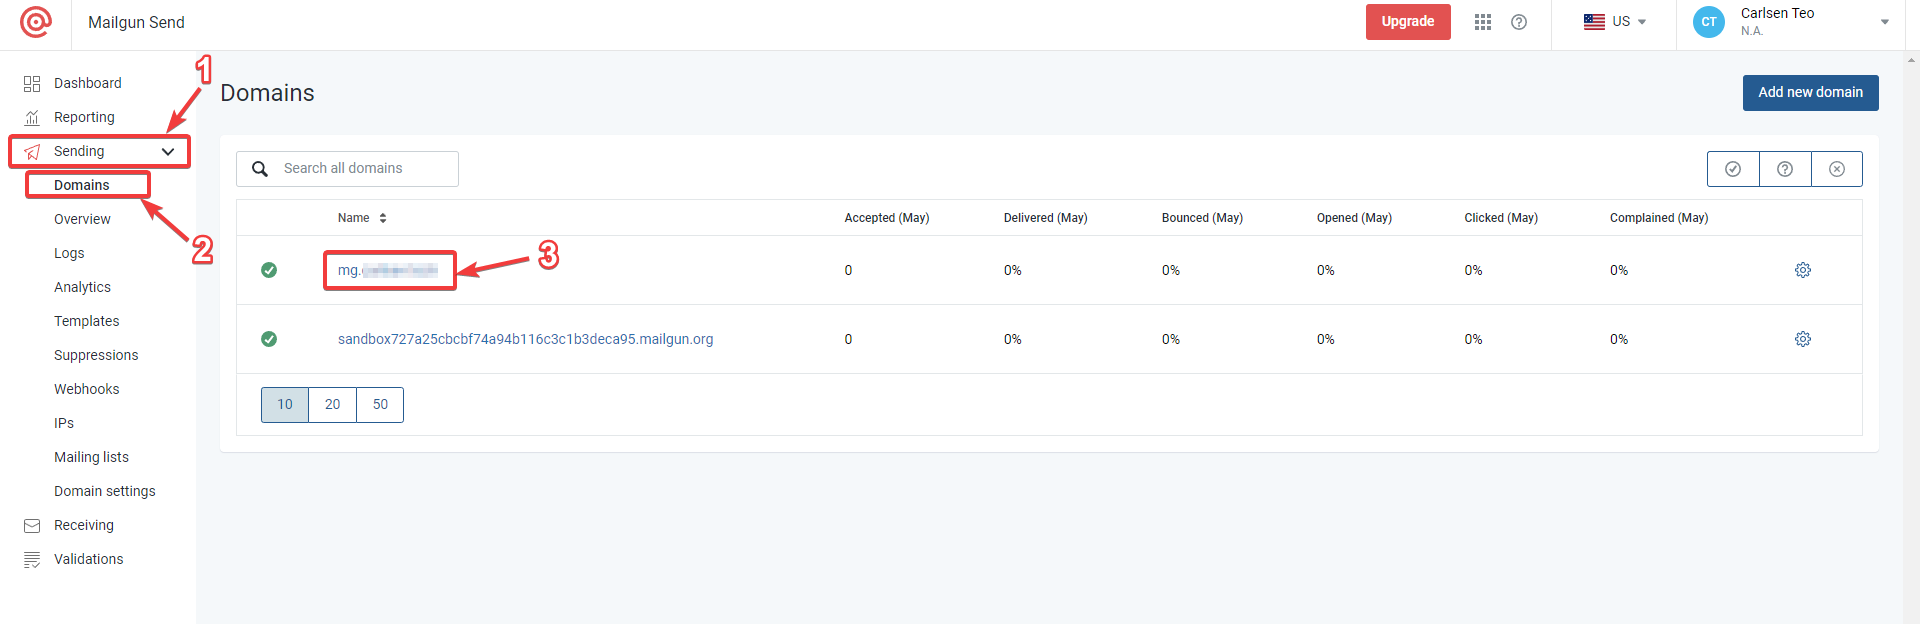 Mailgun Send
Upgrade
US
CT
Carlsen Teo
N.A.
Dashboard
Reporting
Sending
Domains
Overview
Logs
Analytics
Templates
Suppressions
Webhooks
IPs
Mailing lists
Domain settings
Receiving
Validations
1
2
Domains
Add new domain
Search all domains
Name Accepted (May) Delivered (May) Bounced (May) Opened (May) Clicked (May) Complained (May)
mg. 0 0% 0% 0% 0% 0%
3
sandbox727a25cbcbf74a94b116c3c1b3deca95.mailgun.org 0 0% 0% 0% 0% 0%
10 20 50